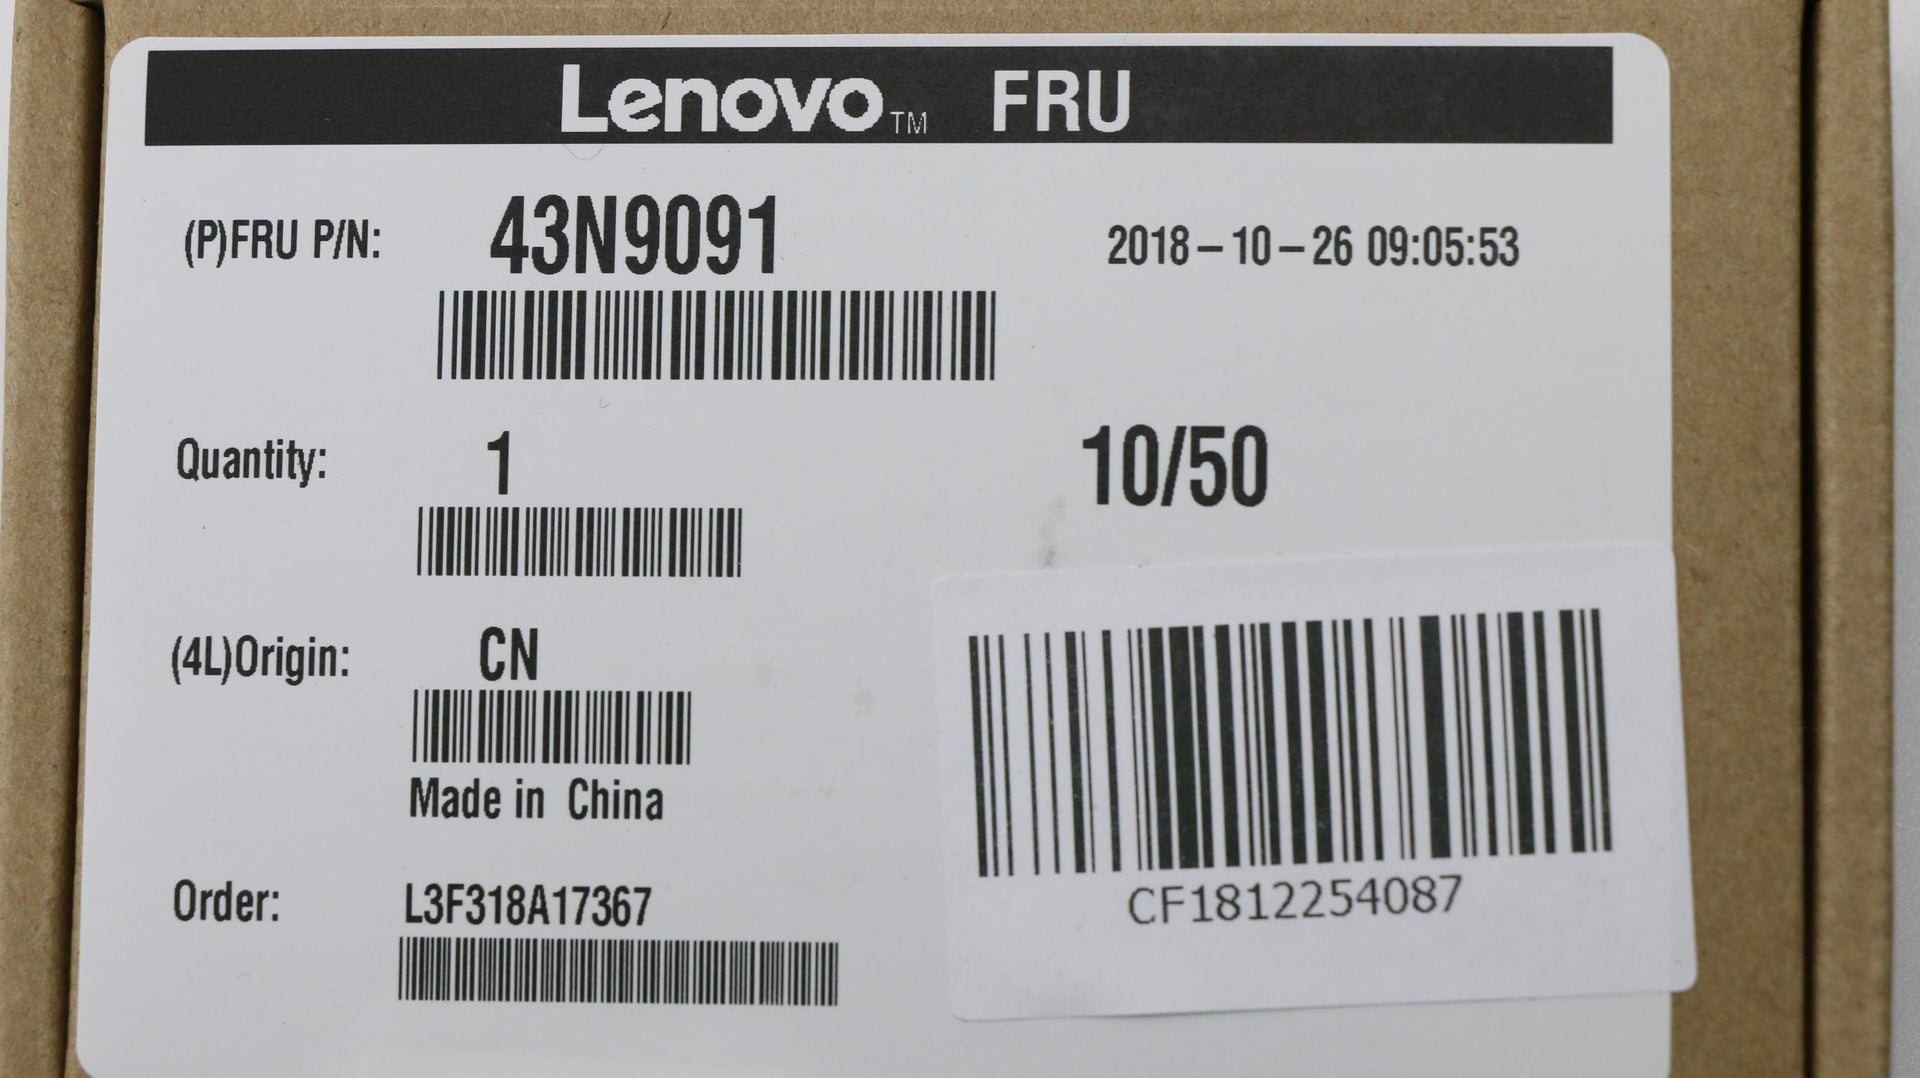 Lenovo™ FRU
(P)FRU P/N: 43N9091 2018-10-26 09:05:53
Quantity: 1 10/50
(4L)Origin: CN
Made in China
CF1812254087
Order: L3F318A17367